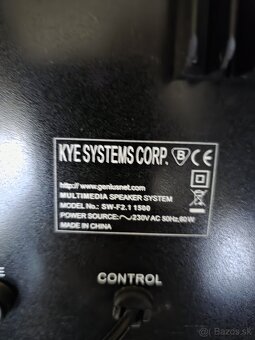 KYE SYSTEMS CORP. B CE
http://www.geniusnet.com
MULTIMEDIA SPEAKER SYSTEM
MODEL No.: SW-F2.1 1500
POWER SOURCE: ～230V AC 50Hz, 60W
MADE IN CHINA
CONTROL
Bazos.sk